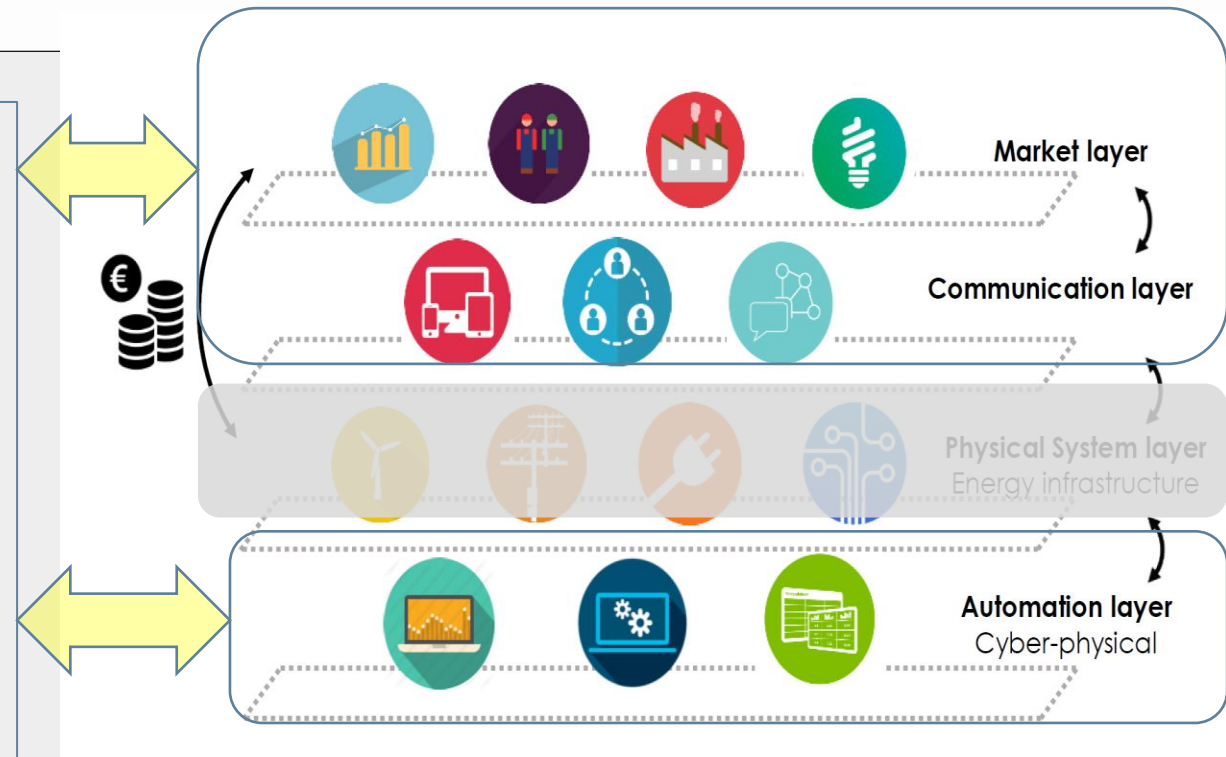 Market layer
€
Communication layer
Physical System layer
Energy infrastructure
Automation layer
Cyber-physical